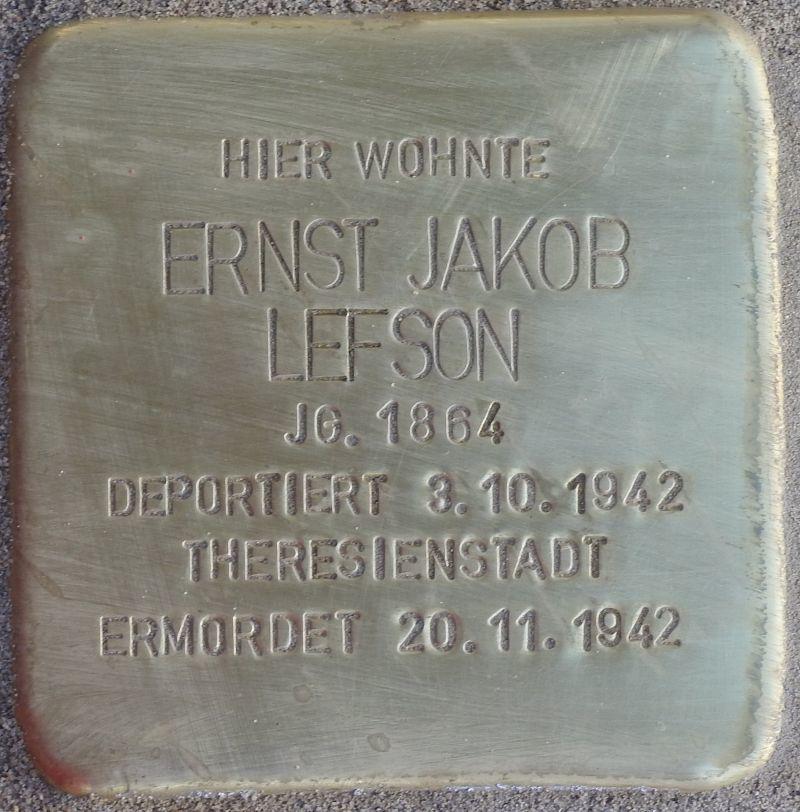 HIER WOHNTE
ERNST JAKOB
LEFSON
JG. 1864
DEPORTIERT 3.10.1942
THERESIENSTADT
ERMORDET 20.11.1942